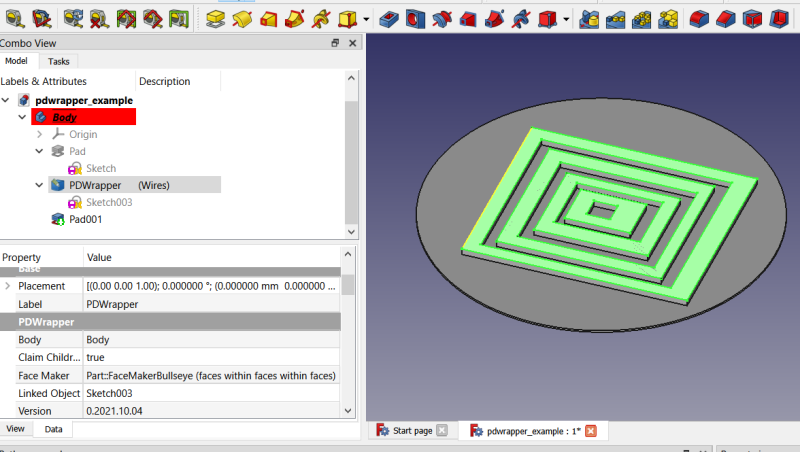 Combo View
Model Tasks
Labels & Attributes Description
pdwrapper_example
Body
Origin
Pad
Sketch
PDWrapper (Wires)
Sketch003
Pad001
Property Value
Base
Placement [(0.00 0.00 1.00); 0.000000 °; (0.000000 mm 0.000000 ...
Label PDWrapper
PDWrapper
Body Body
Claim Childr... true
Face Maker Part::FaceMakerBullseye (faces within faces within faces)
Linked Object Sketch003
Version 0.2021.10.04
View Data
Start page pdwrapper_example : 1*